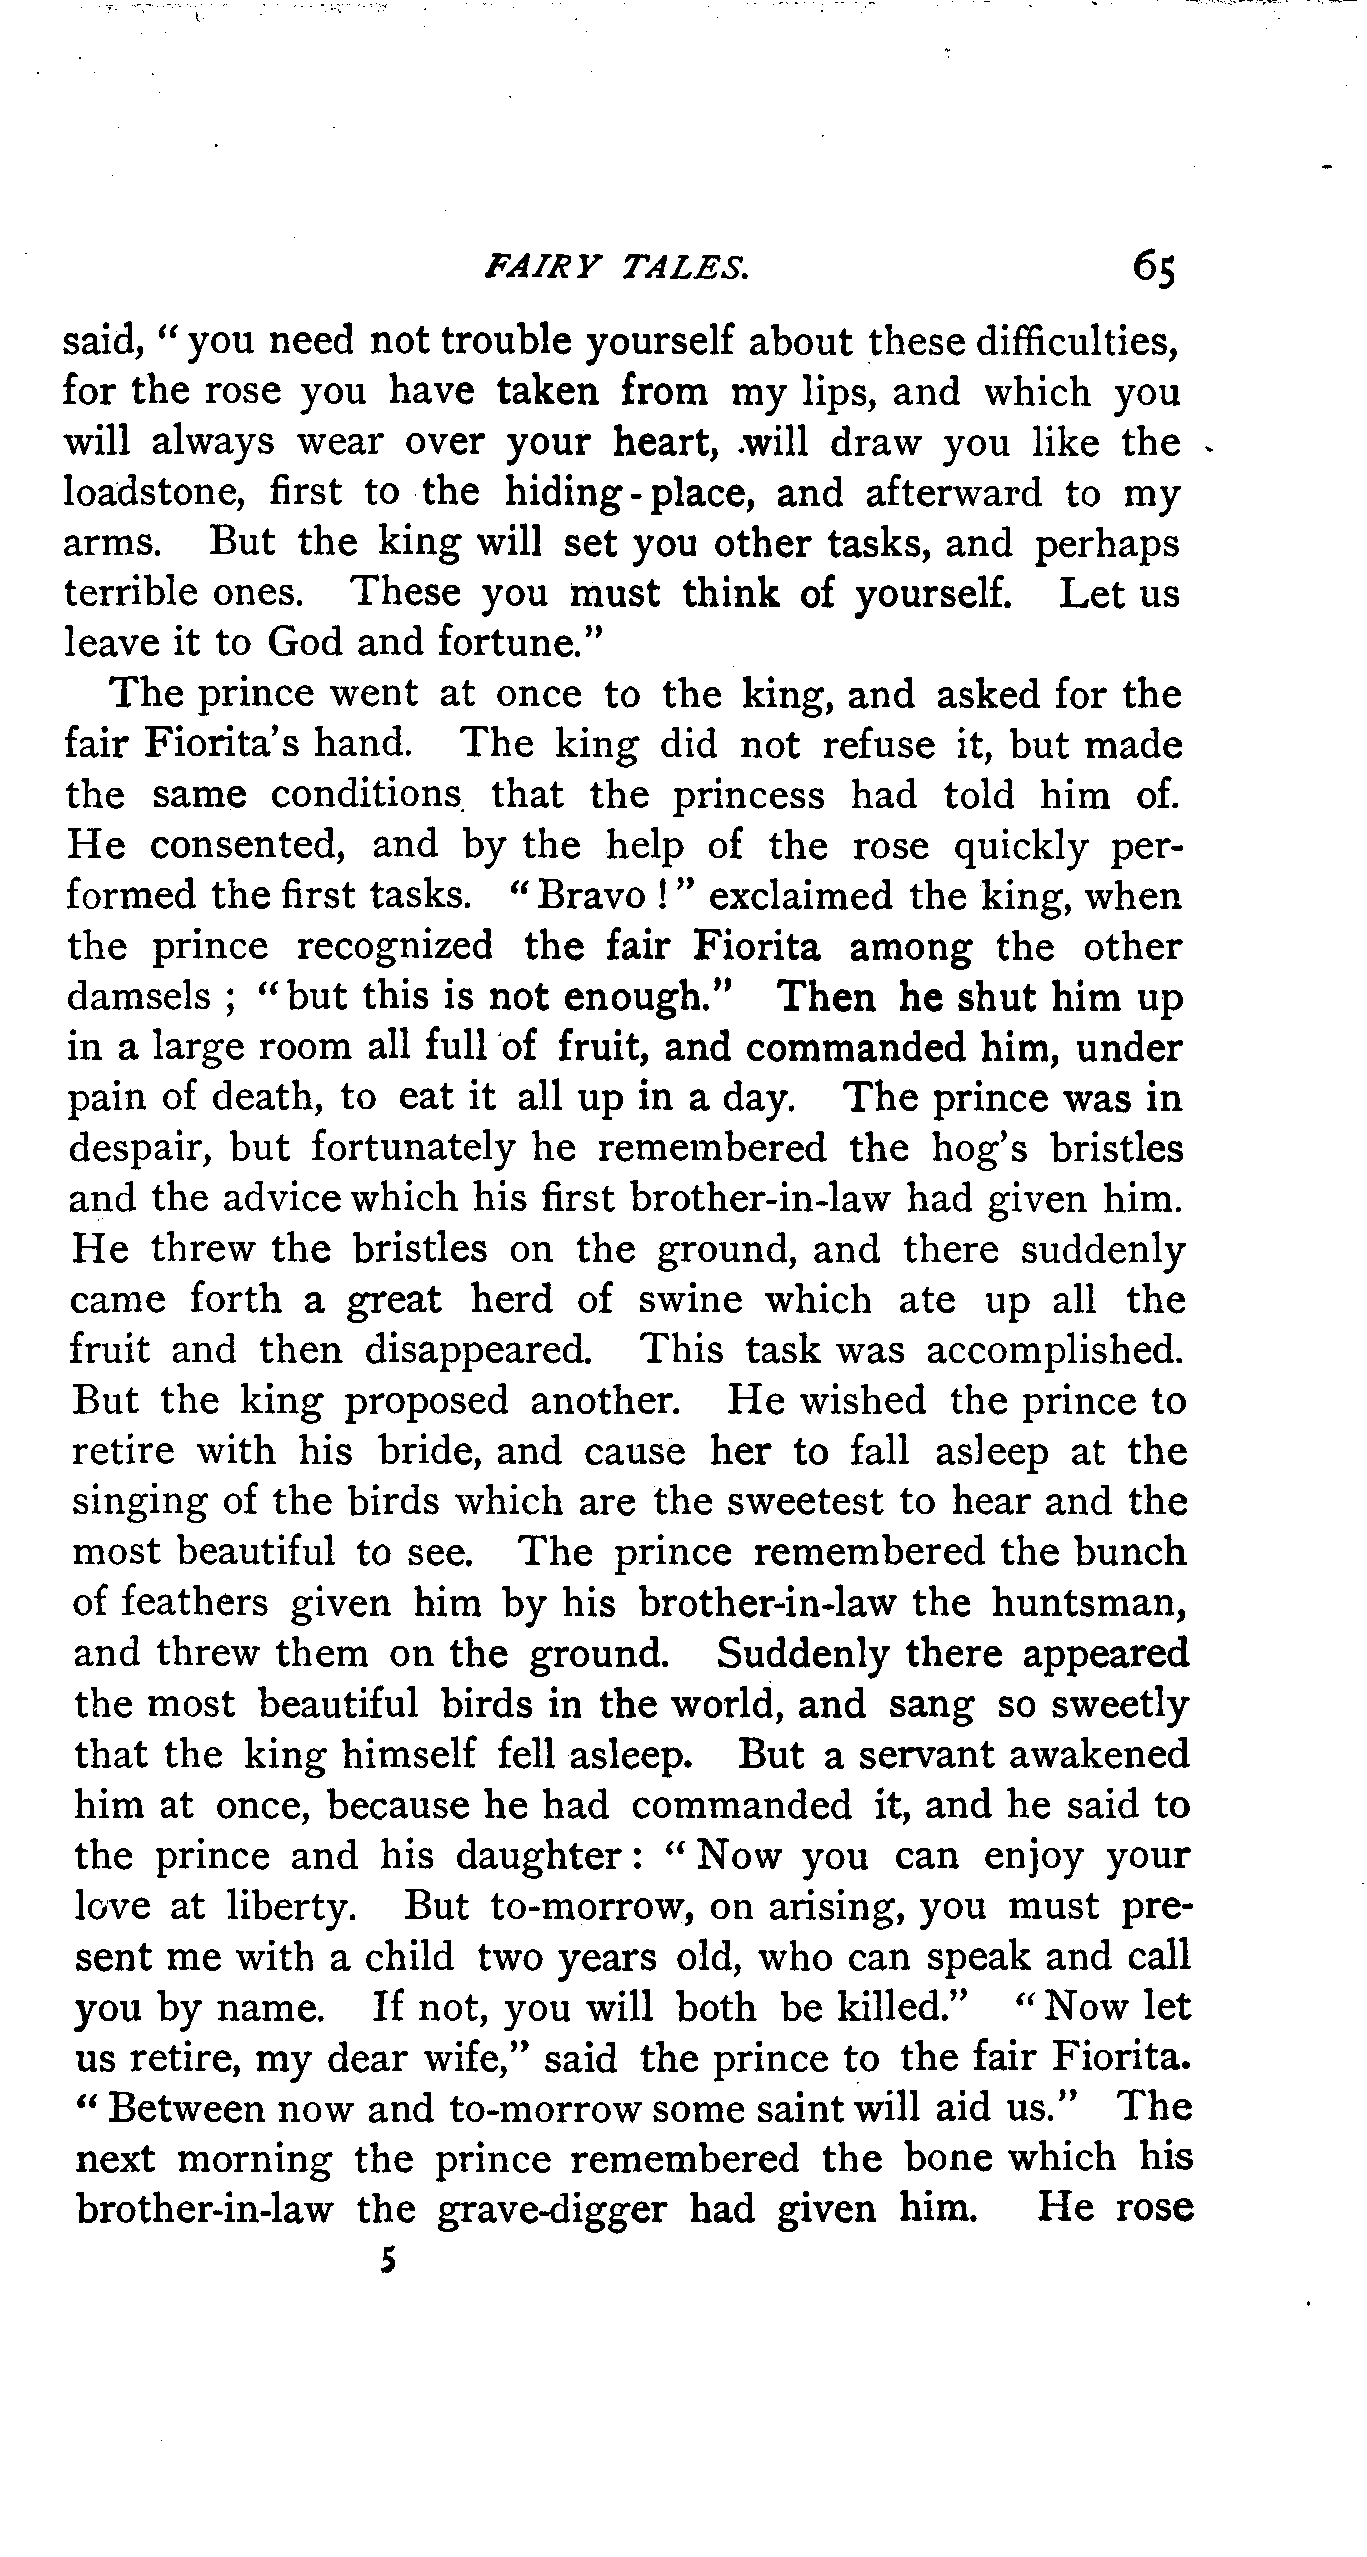 FAIRY TALES. 65
said, “you need not trouble yourself about these difficulties,
for the rose you have taken from my lips, and which you
will always wear over your heart, will draw you like the
loadstone, first to the hiding-place, and afterward to my
arms. But the king will set you other tasks, and perhaps
terrible ones. These you must think of yourself. Let us
leave it to God and fortune.”
The prince went at once to the king, and asked for the
fair Fiorita’s hand. The king did not refuse it, but made
the same conditions that the princess had told him of.
He consented, and by the help of the rose quickly per-
formed the first tasks. “Bravo!” exclaimed the king, when
the prince recognized the fair Fiorita among the other
damsels; “but this is not enough.” Then he shut him up
in a large room all full of fruit, and commanded him, under
pain of death, to eat it all up in a day. The prince was in
despair, but fortunately he remembered the hog’s bristles
and the advice which his first brother-in-law had given him.
He threw the bristles on the ground, and there suddenly
came forth a great herd of swine which ate up all the
fruit and then disappeared. This task was accomplished.
But the king proposed another. He wished the prince to
retire with his bride, and cause her to fall asleep at the
singing of the birds which are the sweetest to hear and the
most beautiful to see. The prince remembered the bunch
of feathers given him by his brother-in-law the huntsman,
and threw them on the ground. Suddenly there appeared
the most beautiful birds in the world, and sang so sweetly
that the king himself fell asleep. But a servant awakened
him at once, because he had commanded it, and he said to
the prince and his daughter: “Now you can enjoy your
love at liberty. But to-morrow, on arising, you must pre-
sent me with a child two years old, who can speak and call
you by name. If not, you will both be killed.” “Now let
us retire, my dear wife,” said the prince to the fair Fiorita.
“Between now and to-morrow some saint will aid us.” The
next morning the prince remembered the bone which his
brother-in-law the grave-digger had given him. He rose
5